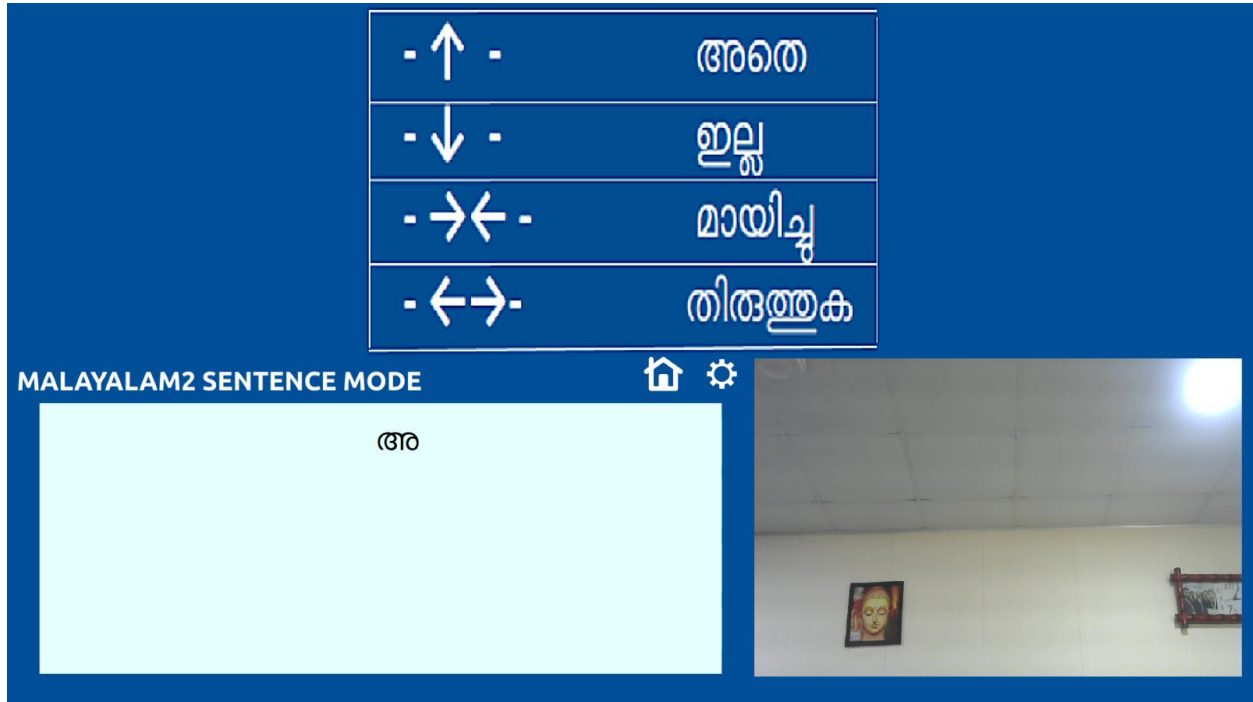 -↑- അതെ
-↓- ഇല്ല
-→←- മായിച്ചു
-←→- തിരുത്തുക
MALAYALAM2 SENTENCE MODE
അ